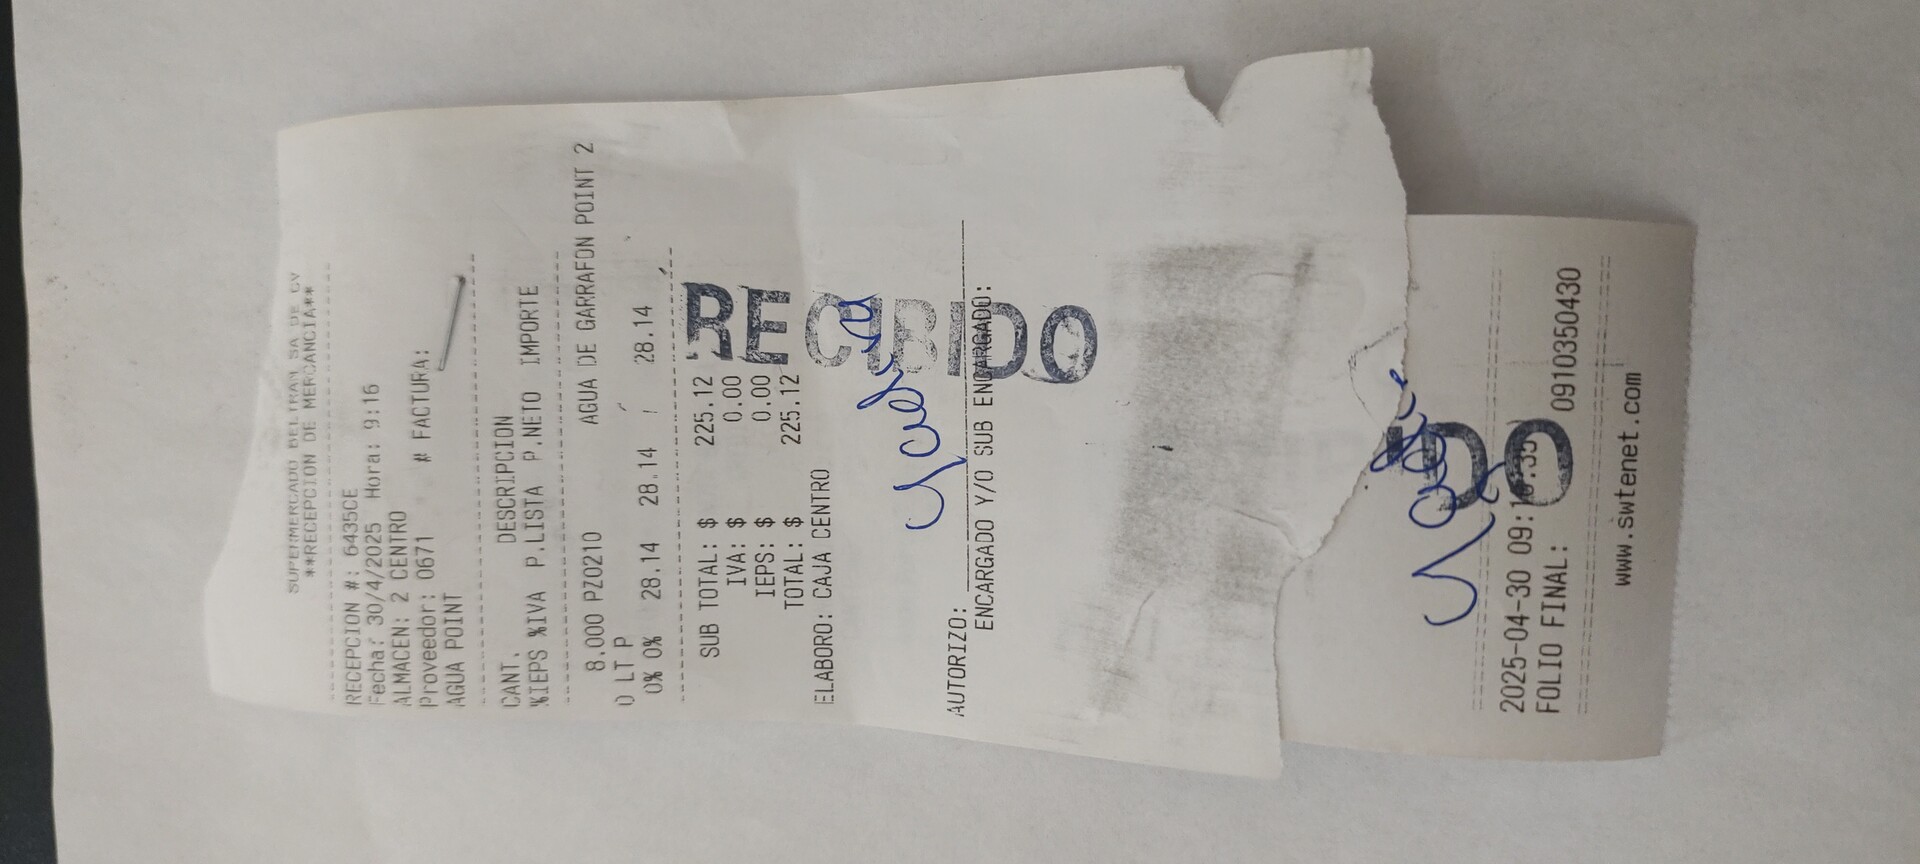 SUPERMERCADO BELTRAN SA DE CV
**RECEPCION DE MERCANCIA**
RECEPCION #: 6435CE
Fecha: 30/4/2025 Hora: 9:16
ALMACEN: 2 CENTRO
Proveedor: 0671 # FACTURA:
AGUA POINT
CANT. DESCRIPCION
%IEPS %IVA P.LISTA P.NETO IMPORTE
8.000 PZ0210 AGUA DE GARRAFON POINT 2
0 LT P
0% 0% 28.14 28.14 / 28.14
SUB TOTAL: $ 225.12
IVA: $ 0.00
IEPS: $ 0.00
TOTAL: $ 225.12
ELABORO: CAJA CENTRO
RECIBIDO
AUTORIZO:
ENCARGADO Y/O SUB ENCARGADO:
DO
2025-04-30 09:
FOLIO FINAL: 09103504​30
www.swtenet.com